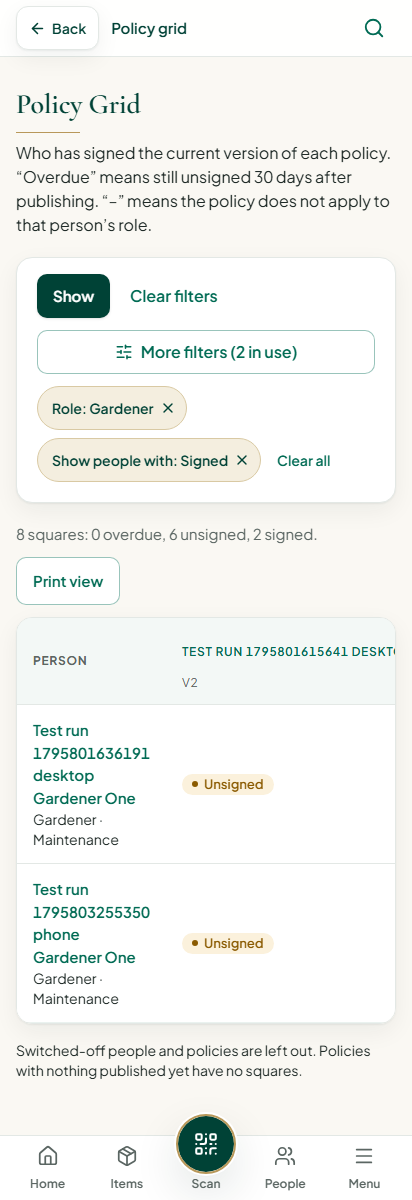 Back
Policy grid
Policy Grid
Who has signed the current version of each policy.
“Overdue” means still unsigned 30 days after
publishing. “–” means the policy does not apply to
that person’s role.
Show
Clear filters
More filters (2 in use)
Role: Gardener ✕
Show people with: Signed ✕
Clear all
8 squares: 0 overdue, 6 unsigned, 2 signed.
Print view
PERSON
TEST RUN 1795801615641 DESKTO
V2
Test run
1795801636191
desktop
Gardener One
Gardener ·
Maintenance
Unsigned
Test run
1795803255350
phone
Gardener One
Gardener ·
Maintenance
Unsigned
Switched-off people and policies are left out. Policies
with nothing published yet have no squares.
Home
Items
Scan
People
Menu